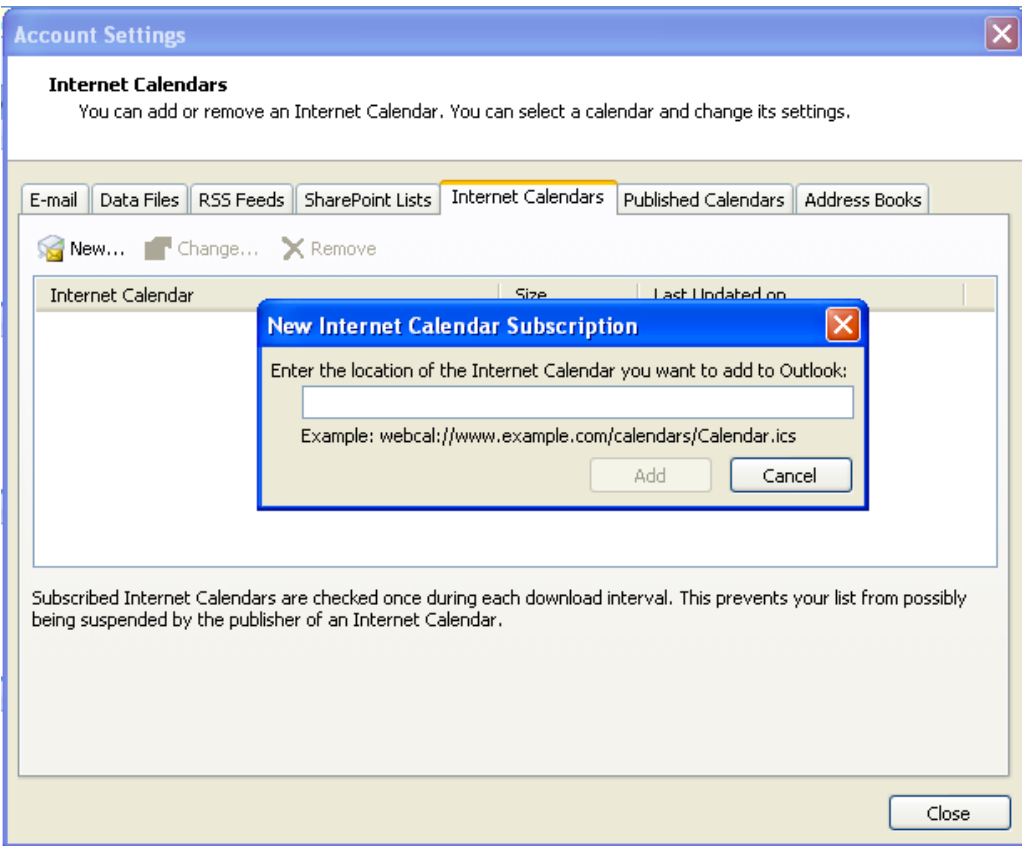 Account Settings
Internet Calendars
You can add or remove an Internet Calendar. You can select a calendar and change its settings.
E-mail Data Files RSS Feeds SharePoint Lists Internet Calendars Published Calendars Address Books
New... Change... Remove
Internet Calendar Size Last Updated on
New Internet Calendar Subscription
Enter the location of the Internet Calendar you want to add to Outlook:
Example: webcal://www.example.com/calendars/Calendar.ics
Add Cancel
Subscribed Internet Calendars are checked once during each download interval. This prevents your list from possibly
being suspended by the publisher of an Internet Calendar.
Close